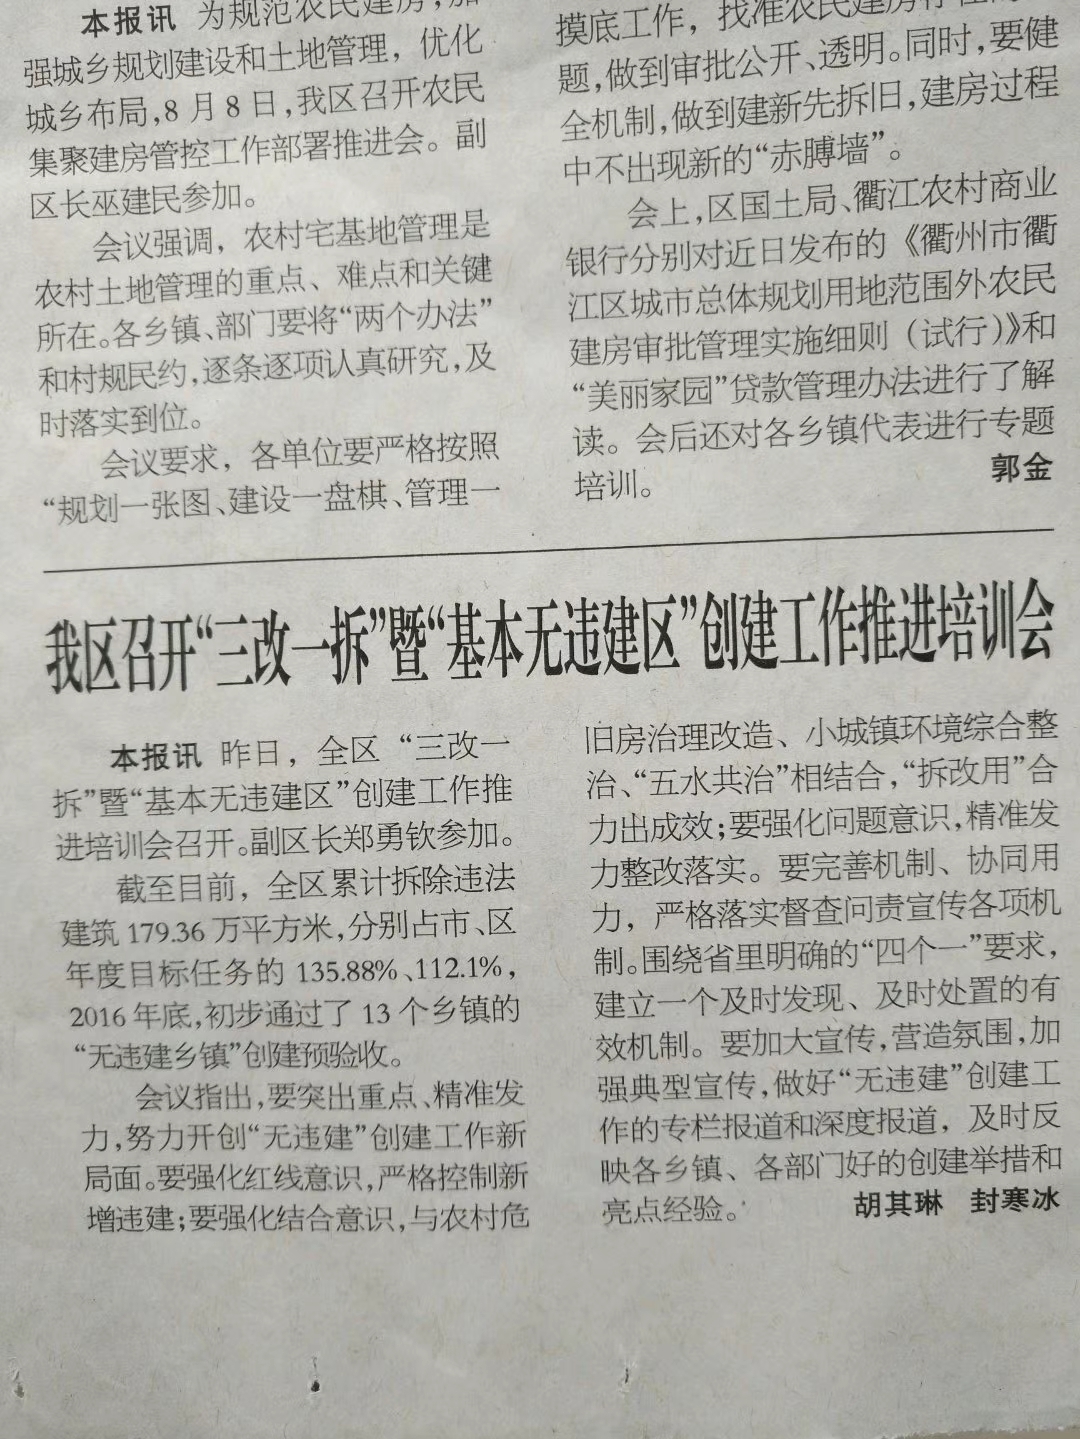 本报讯 为规范农民建房,加
强城乡规划建设和土地管理，优化
城乡布局,8月8日,我区召开农民
集聚建房管控工作部署推进会。副
区长巫建民参加。
会议强调，农村宅基地管理是
农村土地管理的重点、难点和关键
所在。各乡镇、部门要将“两个办法”
和村规民约,逐条逐项认真研究,及
时落实到位。
会议要求，各单位要严格按照
“规划一张图、建设一盘棋、管理一
摸底工作，找准农民建房存在
题,做到审批公开、透明。同时,要健
全机制,做到建新先拆旧,建房过程
中不出现新的“赤膊墙”。
会上,区国土局、衢江农村商业
银行分别对近日发布的《衢州市衢
江区城市总体规划用地范围外农民
建房审批管理实施细则（试行)》和
“美丽家园”贷款管理办法进行了解
读。会后还对各乡镇代表进行专题
培训。 郭金
我区召开“三改一拆”暨“基本无违建区”创建工作推进培训会
本报讯 昨日，全区“三改一
拆”暨“基本无违建区”创建工作推
进培训会召开。副区长郑勇钦参加。
截至目前，全区累计拆除违法
建筑179.36万平方米,分别占市、区
年度目标任务的135.88%、112.1%,
2016年底,初步通过了13个乡镇的
“无违建乡镇”创建预验收。
会议指出,要突出重点、精准发
力,努力开创“无违建”创建工作新
局面。要强化红线意识,严格控制新
增违建;要强化结合意识,与农村危
旧房治理改造、小城镇环境综合整
治、“五水共治”相结合,“拆改用”合
力出成效;要强化问题意识,精准发
力整改落实。要完善机制、协同用
力，严格落实督查问责宣传各项机
制。围绕省里明确的“四个一”要求,
建立一个及时发现、及时处置的有
效机制。要加大宣传,营造氛围,加
强典型宣传,做好“无违建”创建工
作的专栏报道和深度报道，及时反
映各乡镇、各部门好的创建举措和
亮点经验。 胡其琳 封寒冰